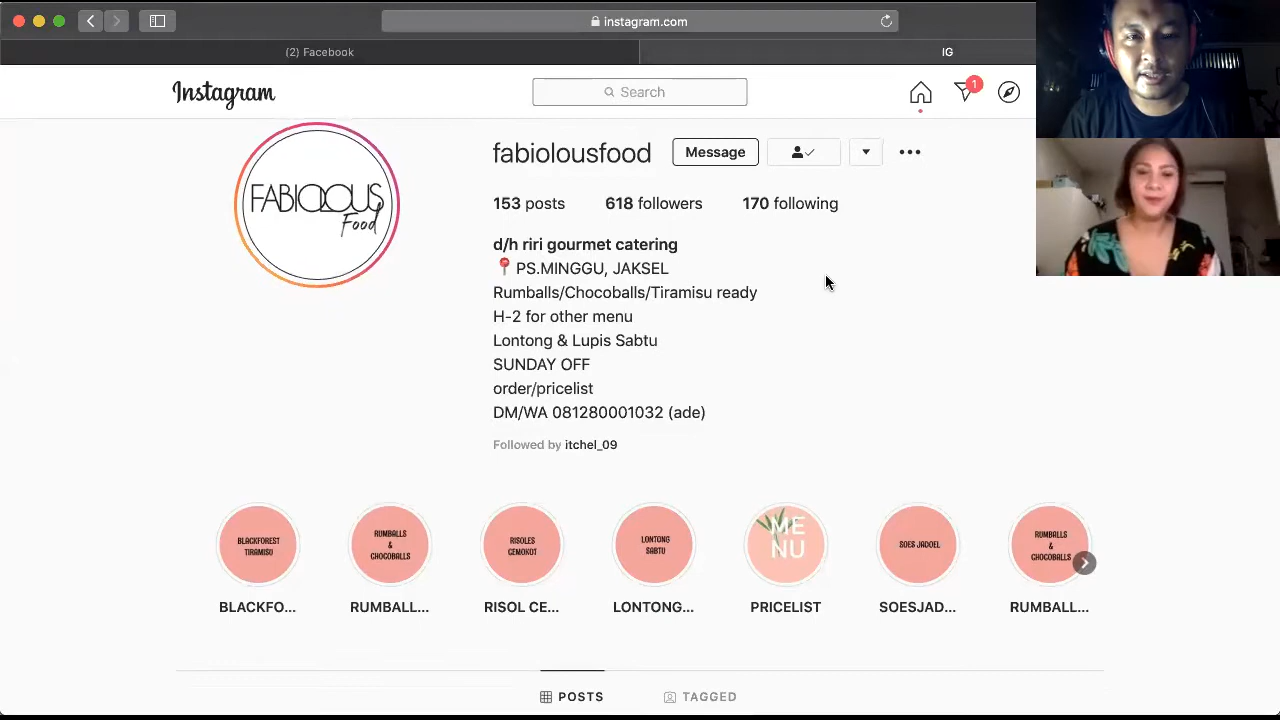 instagram.com
(2) Facebook
IG
Instagram
Search
1
FABIOLOUS
Food
fabiolousfood
Message
153 posts 618 followers 170 following
d/h riri gourmet catering
📍PS.MINGGU, JAKSEL
Rumballs/Chocoballs/Tiramisu ready
H-2 for other menu
Lontong & Lupis Sabtu
SUNDAY OFF
order/pricelist
DM/WA 081280001032 (ade)
Followed by itchel_09
BLACKFOREST
TIRAMISU
RUMBALLS
&
CHOCOBALLS
RISOLES
CEMOKOT
LONTONG
SABTU
ME
NU
SOES JADOEL
RUMBALLS
&
CHOCOBALLS
BLACKFO... RUMBALL... RISOL CE... LONTONG... PRICELIST SOESJAD... RUMBALL...
POSTS TAGGED